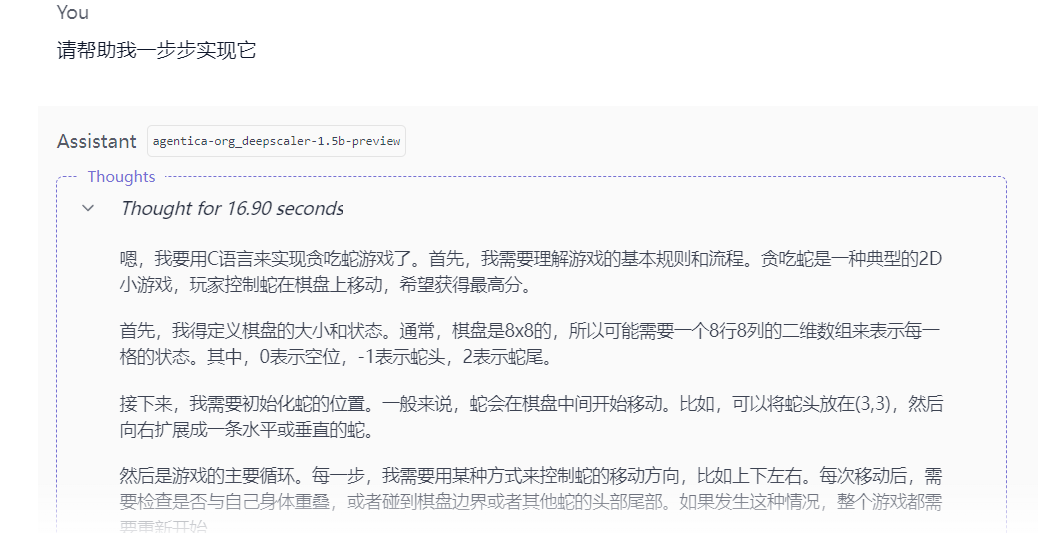 You
请帮助我一步步实现它
Assistant agentica-org_deepscaler-1.5b-preview
Thoughts
Thought for 16.90 seconds
嗯，我要用C语言来实现贪吃蛇游戏了。首先，我需要理解游戏的基本规则和流程。贪吃蛇是一种典型的2D
小游戏，玩家控制蛇在棋盘上移动，希望获得最高分。
首先，我得定义棋盘的大小和状态。通常，棋盘是8x8的，所以可能需要一个8行8列的二维数组来表示每一
格的状态。其中，0表示空位，-1表示蛇头，2表示蛇尾。
接下来，我需要初始化蛇的位置。一般来说，蛇会在棋盘中间开始移动。比如，可以将蛇头放在(3,3)，然后
向右扩展成一条水平或垂直的蛇。
然后是游戏的主要循环。每一步，我需要用某种方式来控制蛇的移动方向，比如上下左右。每次移动后，需
要检查是否与自己身体重叠，或者碰到棋盘边界或者其他蛇的头部尾部。如果发生这种情况，整个游戏都需
要重新开始